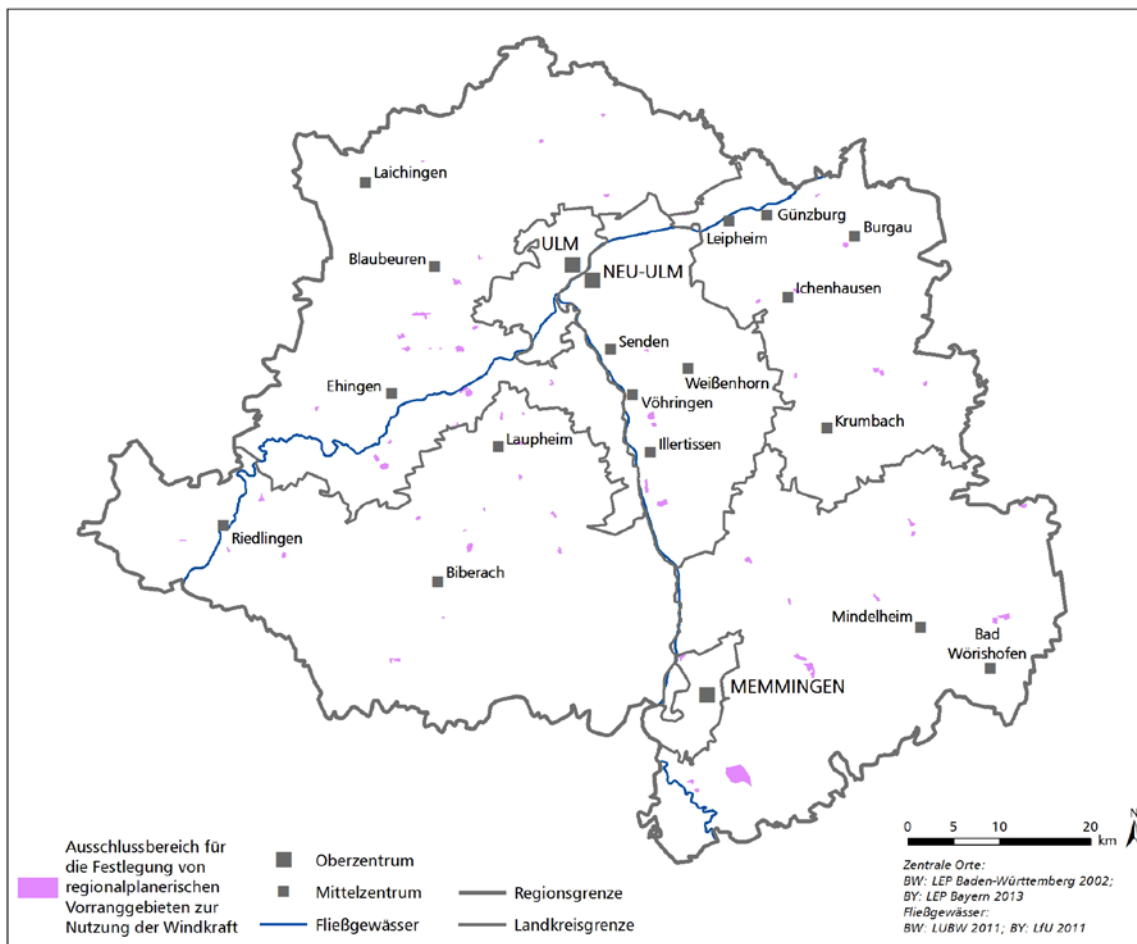 Laichingen
Blaubeuren
ULM
NEU-ULM
Leipheim
Günzburg
Burgau
Ichenhausen
Senden
Weißenhorn
Ehingen
Vöhringen
Krumbach
Laupheim
Illertissen
Riedlingen
Biberach
Mindelheim
Bad
Wörishofen
MEMMINGEN
Ausschlussbereich für
die Festlegung von
regionalplanerischen
Vorranggebieten zur
Nutzung der Windkraft
Oberzentrum
Mittelzentrum
Fließgewässer
Regionsgrenze
Landkreisgrenze
0 5 10 20
km
N
Zentrale Orte:
BW: LEP Baden-Württemberg 2002;
BY: LEP Bayern 2013
Fließgewässer:
BW: LUBW 2011; BY: LfU 2011